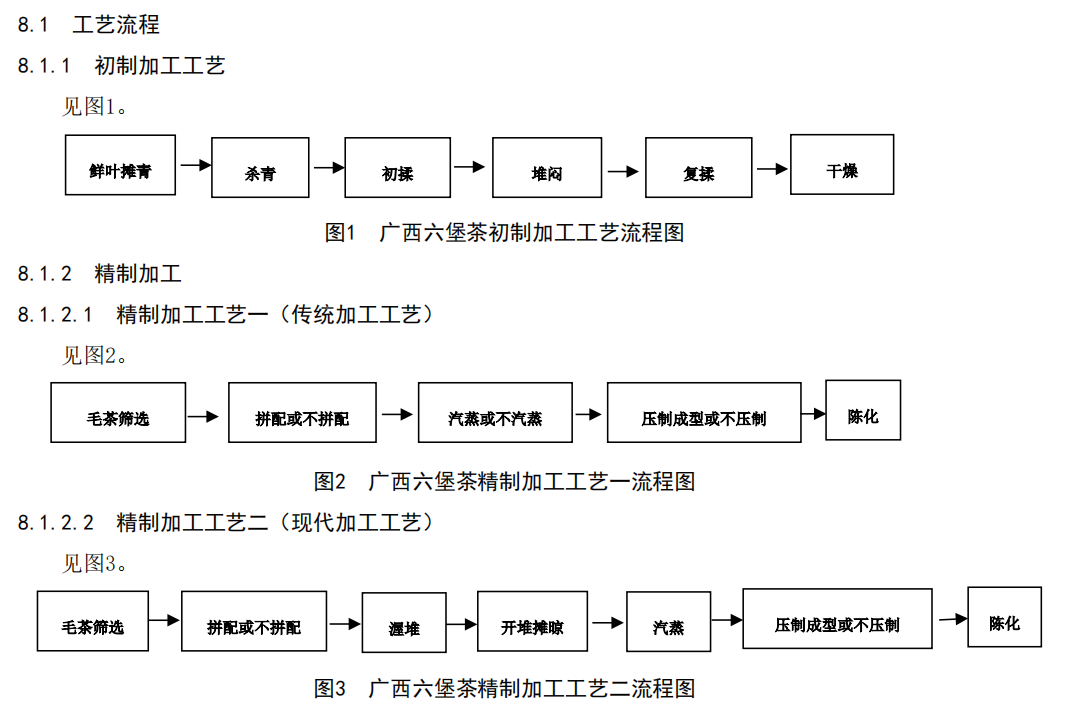 8.1 工艺流程
8.1.1 初制加工工艺
见图1。
鲜叶摊青 杀青 初揉 堆闷 复揉 干燥
图1 广西六堡茶初制加工工艺流程图
8.1.2 精制加工
8.1.2.1 精制加工工艺一（传统加工工艺）
见图2。
毛茶筛选 拼配或不拼配 汽蒸或不汽蒸 压制成型或不压制 陈化
图2 广西六堡茶精制加工工艺一流程图
8.1.2.2 精制加工工艺二（现代加工工艺）
见图3。
毛茶筛选 拼配或不拼配 渥堆 开堆摊晾 汽蒸 压制成型或不压制 陈化
图3 广西六堡茶精制加工工艺二流程图